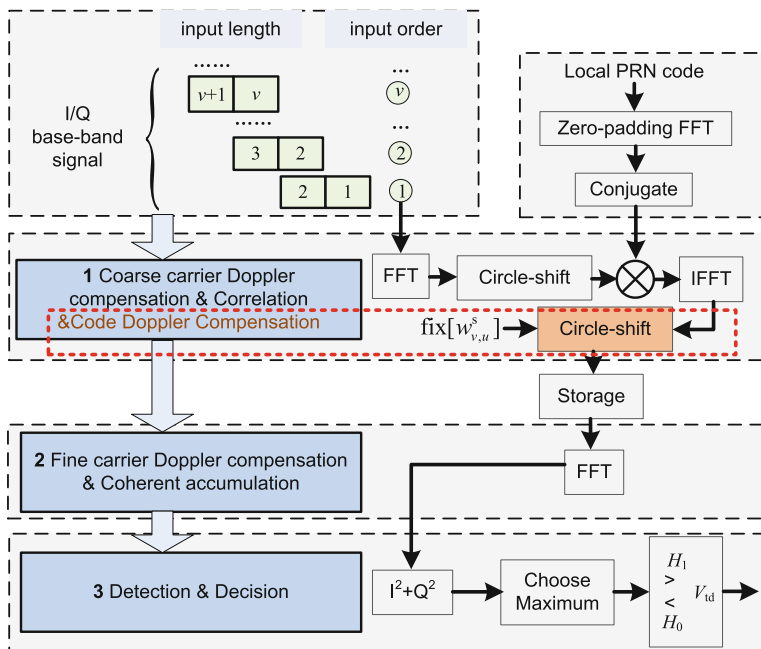 input length
input order
I/Q
base-band
signal
......
v+1 v
......
3 2
2 1
...
v
...
2
1
Local PRN code
Zero-padding FFT
Conjugate
1 Coarse carrier Doppler
compensation & Correlation
&Code Doppler Compensation
FFT
Circle-shift
IFFT
fix[w^s_{v,u}]
Circle-shift
Storage
2 Fine carrier Doppler compensation
& Coherent accumulation
FFT
3 Detection & Decision
I²+Q²
Choose
Maximum
H₁
>
<
H₀
V_td